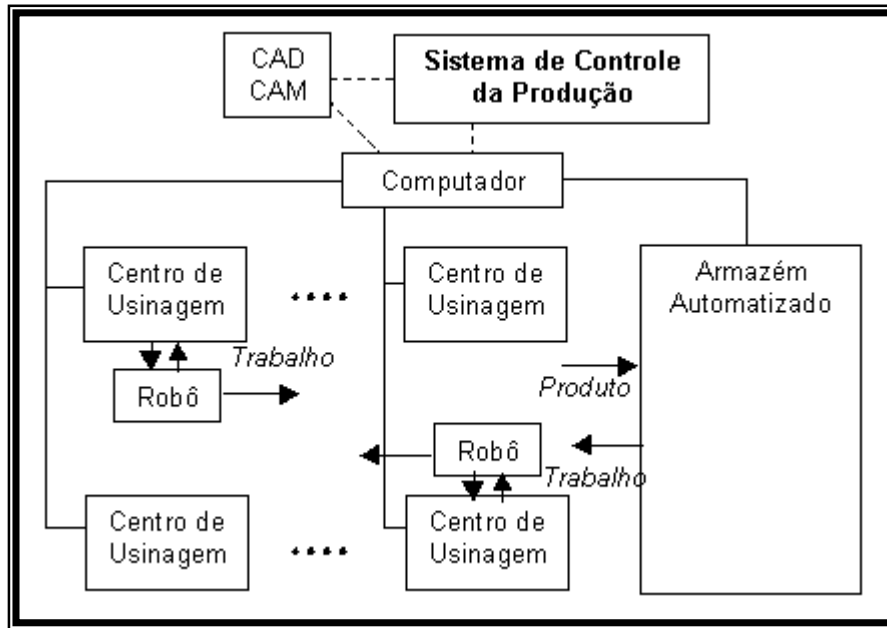 CAD
CAM
Sistema de Controle
da Produção
Computador
Centro de
Usinagem
....
Centro de
Usinagem
Armazém
Automatizado
Trabalho
Robô
Produto
Robô
Trabalho
Centro de
Usinagem
....
Centro de
Usinagem